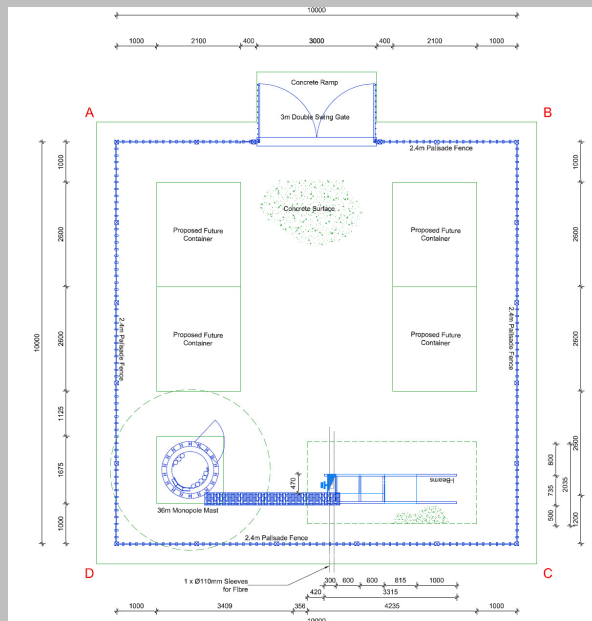 10000
1000
2100
400
3000
400
2100
1000
Concrete Ramp
3m Double Swing Gate
A
B
2.4m Palisade Fence
1000
1000
Concrete Surface
2600
Proposed Future
Container
Proposed Future
Container
2600
10000
2.4m Palisade Fence
2600
Proposed Future
Container
Proposed Future
Container
2.4m Palisade Fence
2600
1125
1675
470
HBeams
800
735
500
2035
1000
36m Monopole Mast
2.4m Palisade Fence
D
C
1 x Ø110mm Sleeves
for Fibre
300
600
600
815
1000
420
3315
1000
3409
356
4235
1000
10000